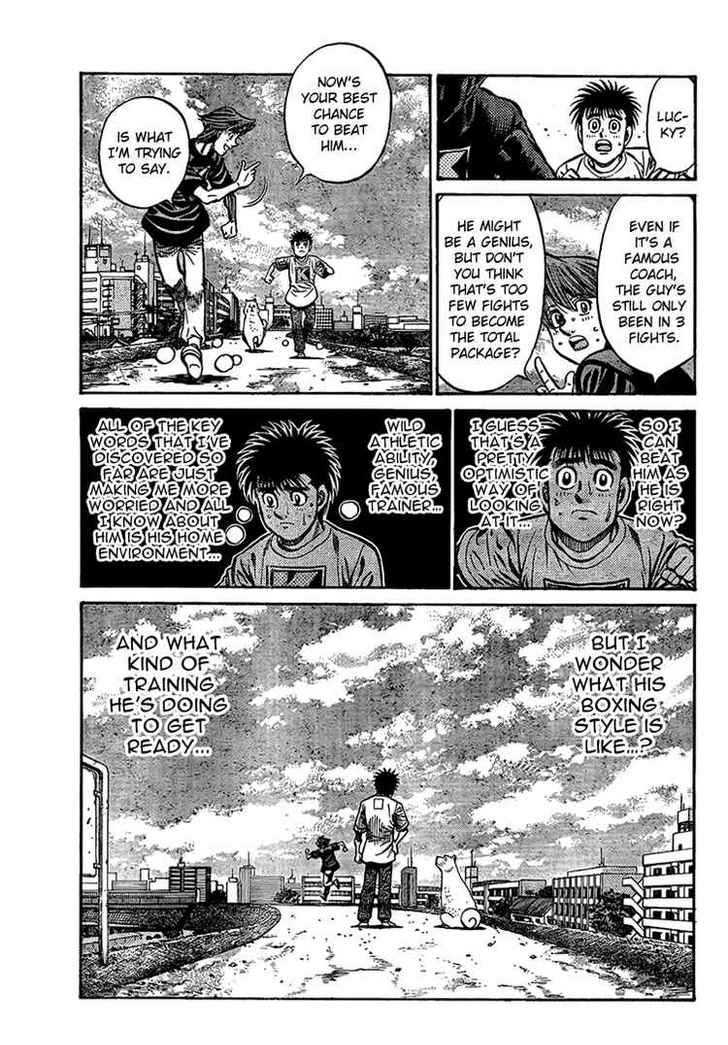 LUC-
KY?
EVEN IF
IT'S A
FAMOUS
COACH,
THE GUY'S
STILL ONLY
BEEN IN 3
FIGHTS.
HE MIGHT
BE A GENIUS,
BUT DON'T
YOU THINK
THAT'S TOO
FEW FIGHTS
TO BECOME
THE TOTAL
PACKAGE?
NOW'S
YOUR BEST
CHANCE
TO BEAT
HIM...
IS WHAT
I'M TRYING
TO SAY.
SO I
CAN
BEAT
HIM AS
HE IS
RIGHT
NOW?
I GUESS
THAT'S A
PRETTY
OPTIMISTIC
WAY OF
LOOKING
AT IT...
WILD
ATHLETIC
ABILITY,
GENIUS,
FAMOUS
TRAINER...
ALL OF THE KEY
WORDS THAT I'VE
DISCOVERED SO
FAR ARE JUST
MAKING ME MORE
WORRIED AND ALL
I KNOW ABOUT
HIM IS HIS HOME
ENVIRONMENT...
BUT I
WONDER
WHAT HIS
BOXING
STYLE IS
LIKE...?
AND WHAT
KIND OF
TRAINING
HE'S DOING
TO GET
READY...